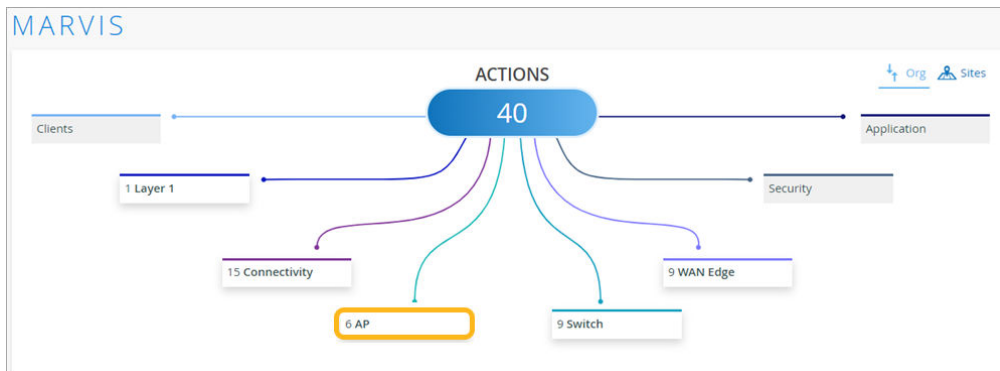 MARVIS
ACTIONS
Org
Sites
40
Clients
Application
1 Layer 1
Security
15 Connectivity
9 WAN Edge
6 AP
9 Switch